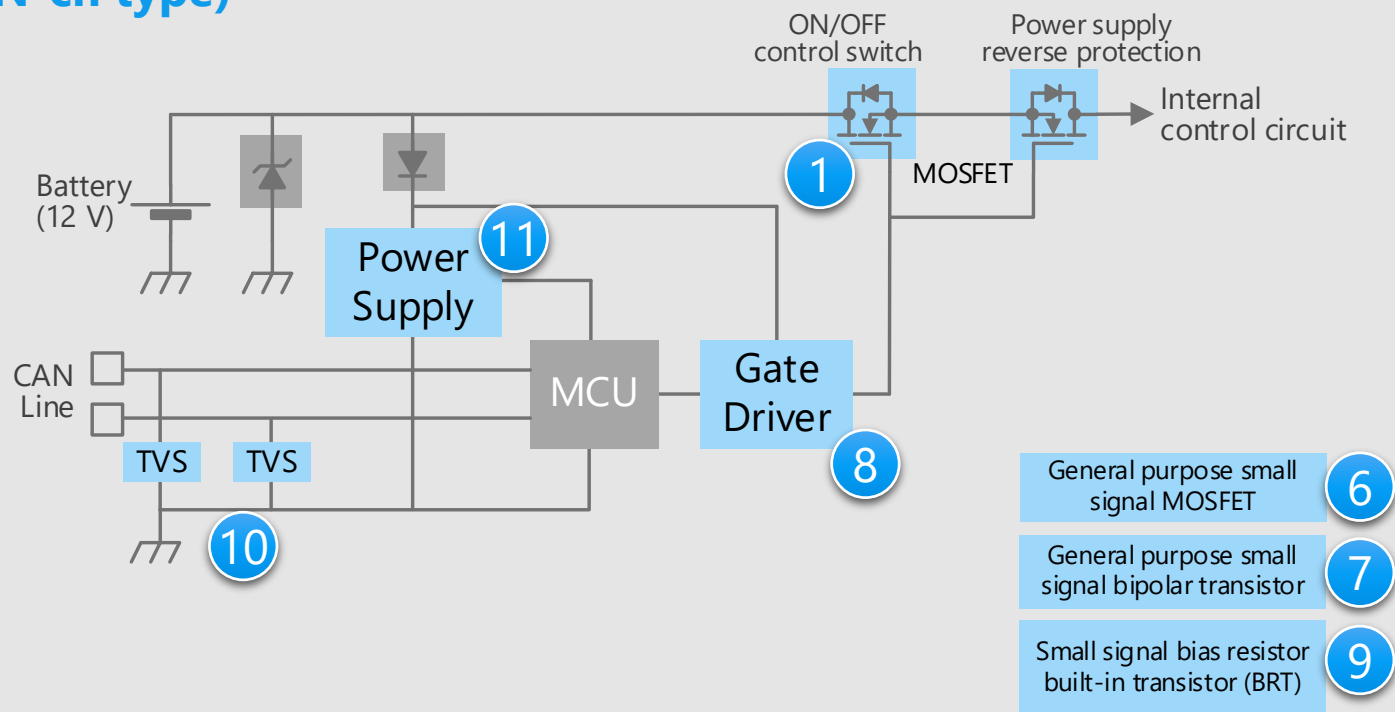 N-ch type)
ON/OFF
control switch
Power supply
reverse protection
Internal
control circuit
1
MOSFET
Battery
(12 V)
11
Power
Supply
CAN
Line
MCU
Gate
Driver
8
TVS
TVS
10
General purpose small
signal MOSFET
6
General purpose small
signal bipolar transistor
7
Small signal bias resistor
built-in transistor (BRT)
9